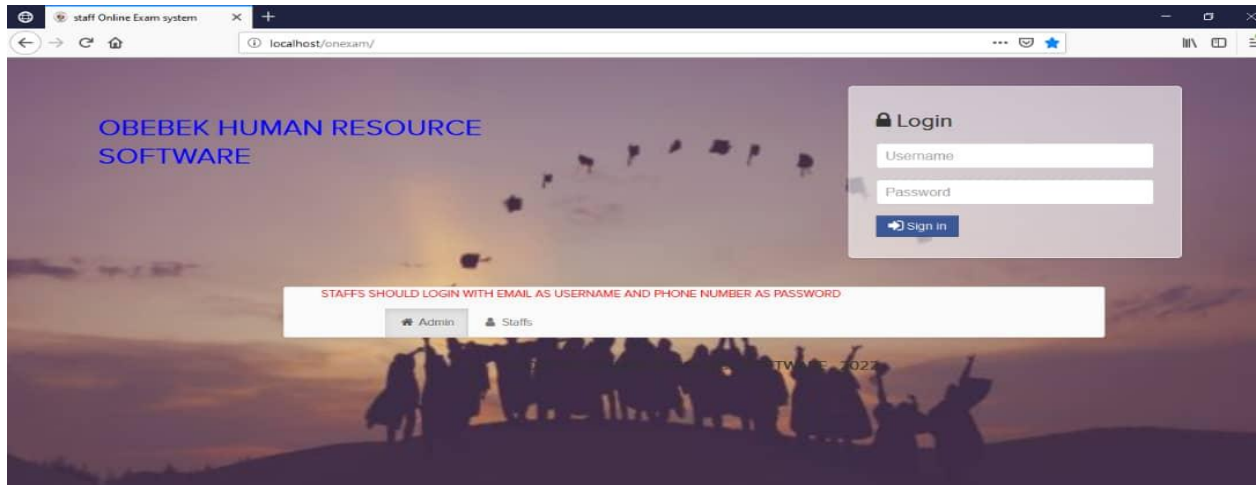 staff Online Exam system
localhost/onexam/
OBEBEK HUMAN RESOURCE
SOFTWARE
Login
Username
Password
Sign in
STAFFS SHOULD LOGIN WITH EMAIL AS USERNAME AND PHONE NUMBER AS PASSWORD
Admin Staffs
2022